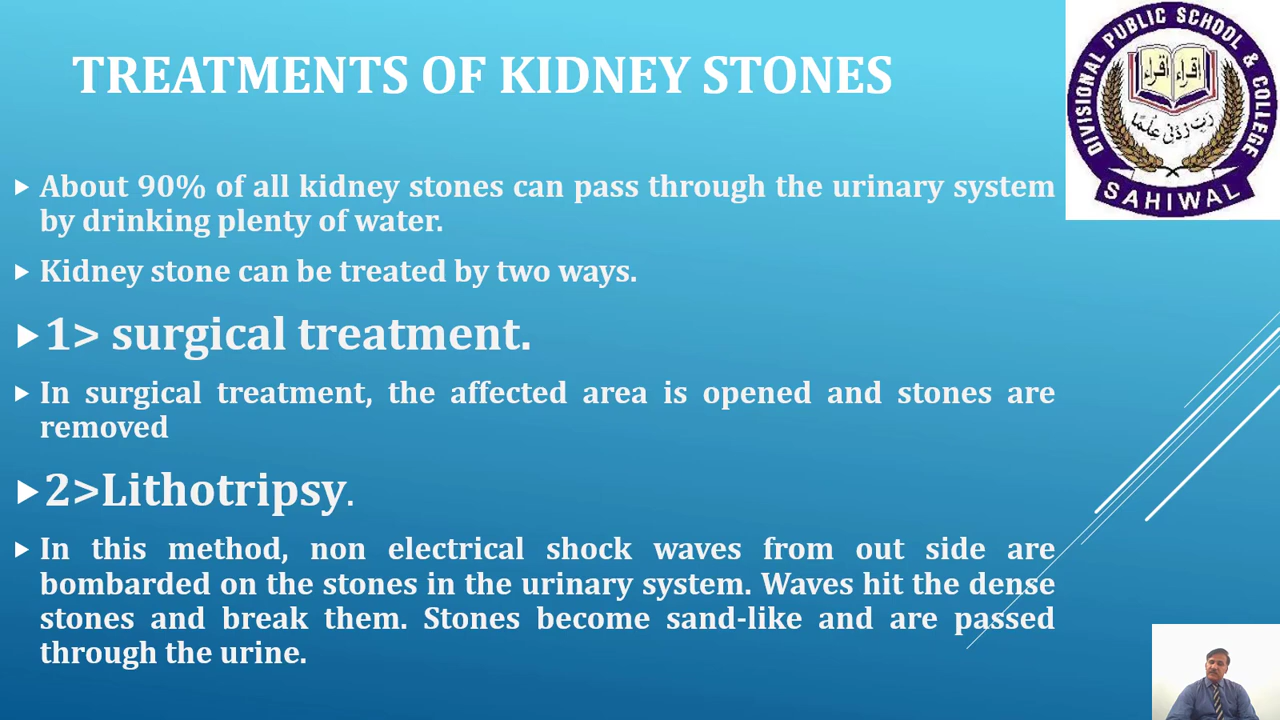 TREATMENTS OF KIDNEY STONES
DIVISIONAL PUBLIC SCHOOL & COLLEGE
اقراء اقراء
رَبِّ زِدْنِي عِلْمًا
SAHIWAL
About 90% of all kidney stones can pass through the urinary system
by drinking plenty of water.
Kidney stone can be treated by two ways.
1> surgical treatment.
In surgical treatment, the affected area is opened and stones are
removed
2>Lithotripsy.
In this method, non electrical shock waves from out side are
bombarded on the stones in the urinary system. Waves hit the dense
stones and break them. Stones become sand-like and are passed
through the urine.